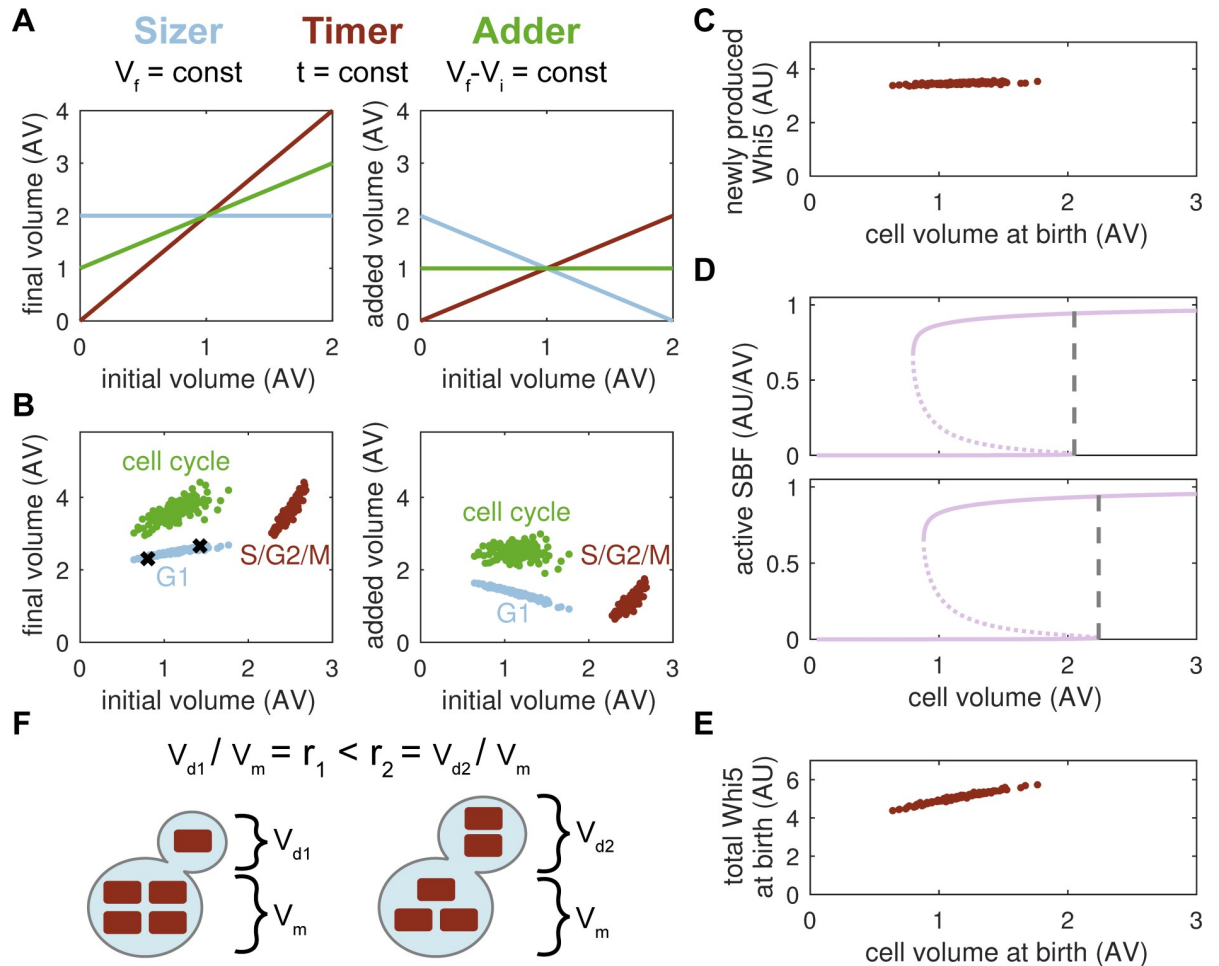 A
Sizer Timer Adder
V_f = const t = const V_f-V_i = const
final volume (AV)
4
3
2
1
0
0 1 2
initial volume (AV)
added volume (AV)
4
3
2
1
0
0 1 2
initial volume (AV)
B
final volume (AV)
4
2
0
cell cycle
G1
S/G2/M
0 1 2 3
initial volume (AV)
added volume (AV)
4
2
0
cell cycle
G1
S/G2/M
0 1 2 3
initial volume (AV)
F
V_d1 / V_m = r_1 < r_2 = V_d2 / V_m
V_d1
V_m
V_d2
V_m
C
newly produced
Whi5 (AU)
4
2
0
0 1 2 3
cell volume at birth (AV)
D
active SBF (AU/AV)
1
0.5
0
1
0.5
0
0 1 2 3
cell volume (AV)
E
total Whi5
at birth (AU)
6
4
2
0
0 1 2 3
cell volume at birth (AV)